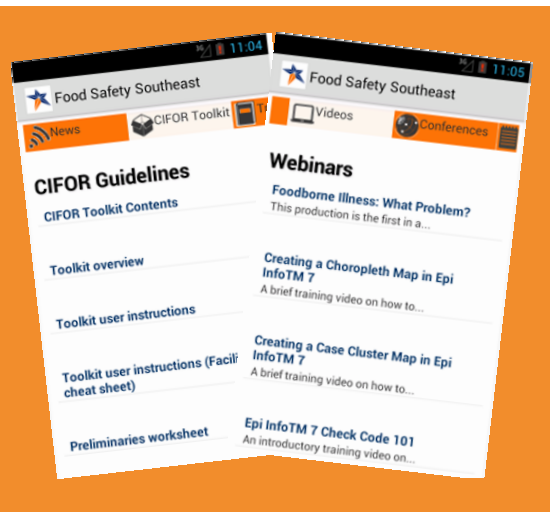 3G 11:04
Food Safety Southeast
News
CIFOR Toolkit
CIFOR Guidelines
CIFOR Toolkit Contents
Toolkit overview
Toolkit user instructions
Toolkit user instructions (Facili
cheat sheet)
Preliminaries worksheet
3G 11:05
Food Safety Southeast
Videos
Conferences
Webinars
Foodborne Illness: What Problem?
This production is the first in a...
Creating a Choropleth Map in Epi
InfoTM 7
A brief training video on how to...
Creating a Case Cluster Map in Epi
InfoTM 7
A brief training video on how to...
Epi InfoTM 7 Check Code 101
An introductory training video on...